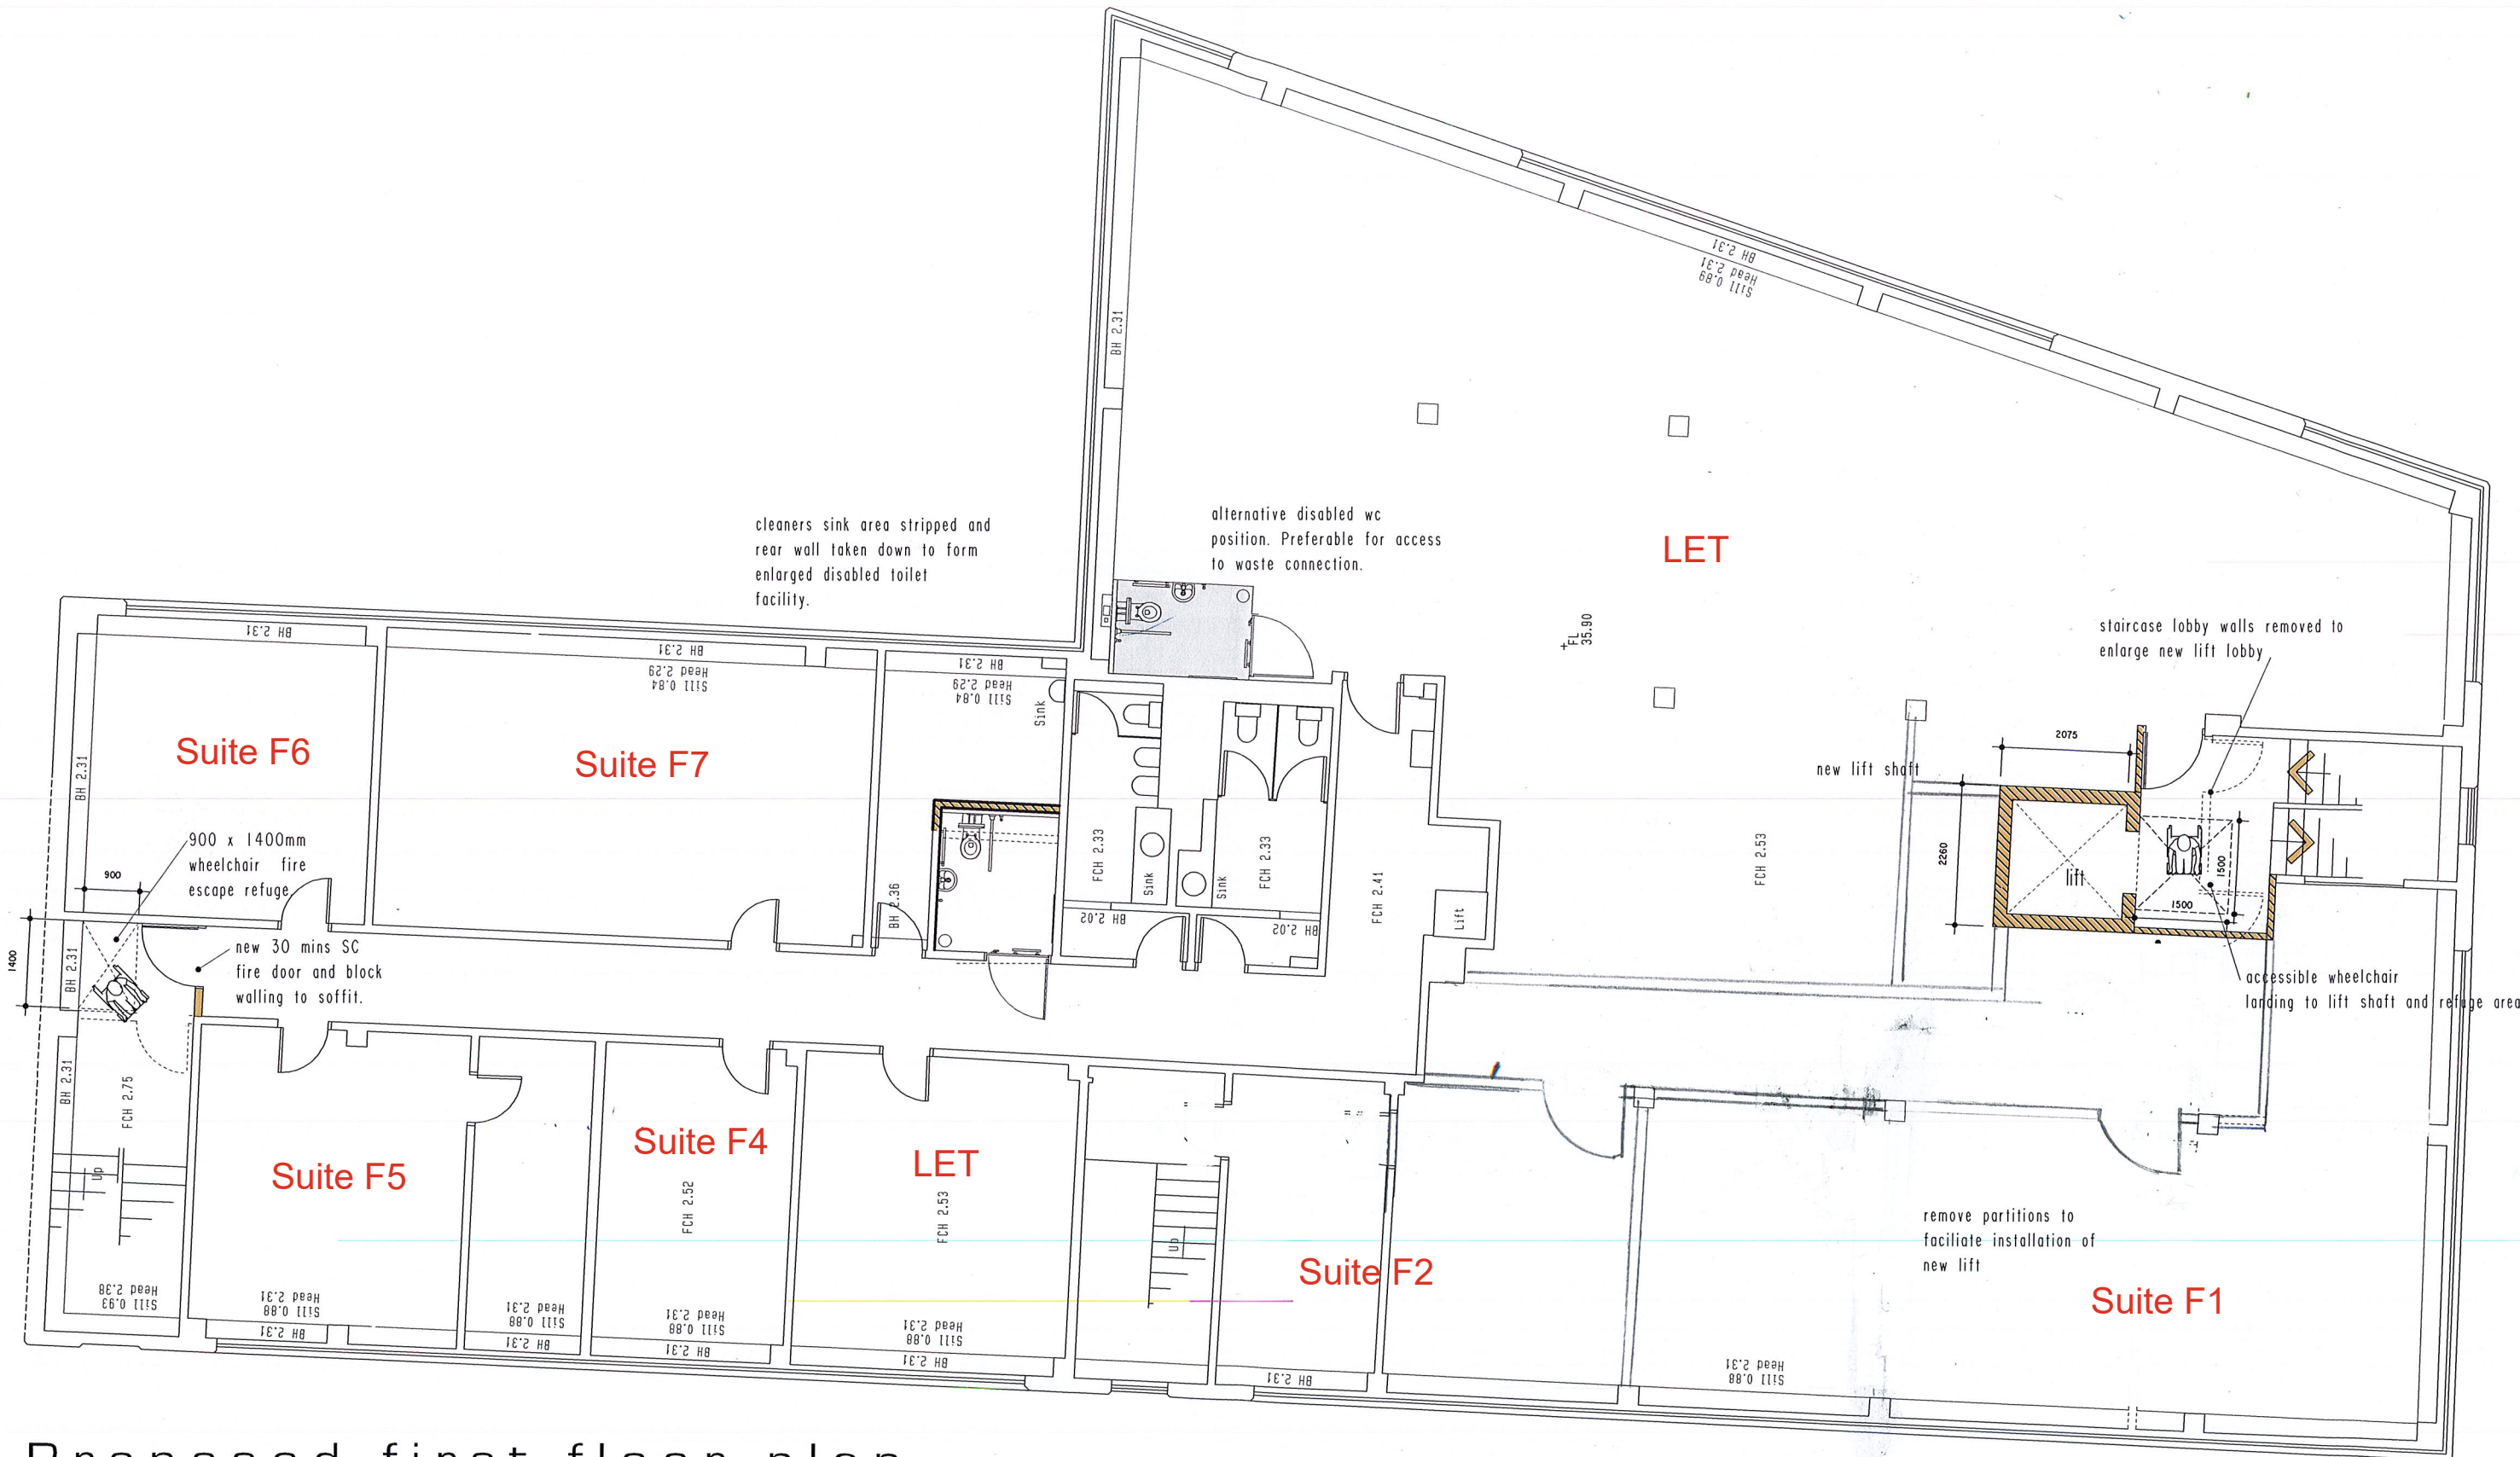 BH 2.31
BH 2.31
Head 2.31
Sill 0.89
BH 2.31
cleaners sink area stripped and
rear wall taken down to form
enlarged disabled toilet
facility.
alternative disabled wc
position. Preferable for access
to waste connection.
LET
FL
35.90
staircase lobby walls removed to
enlarge new lift lobby
BH 2.31
BH 2.31
Head 2.29
Sill 0.84
BH 2.31
Head 2.29
Sill 0.84
Sink
Suite F6
Suite F7
BH 2.31
2075
new lift shaft
900 x 1400mm
wheelchair fire
escape refuge
900
FCH 2.33
Sink
Sink
FCH 2.33
FCH 2.41
FCH 2.53
2260
lift
1500
1500
BH 2.36
BH 2.02
BH 2.02
Lift
1400
BH 2.31
new 30 mins SC
fire door and block
walling to soffit.
accessible wheelchair
landing to lift shaft and refuge area
BH 2.31
FCH 2.75
Up
Suite F5
Suite F4
FCH 2.52
LET
FCH 2.53
Up
Suite F2
remove partitions to
faciliate installation of
new lift
Suite F1
Head 2.38
Sill 0.93
Head 2.31
Sill 0.88
BH 2.31
Head 2.31
Sill 0.88
BH 2.31
Head 2.31
Sill 0.88
BH 2.31
Head 2.31
Sill 0.88
BH 2.31
BH 2.31
Head 2.31
Sill 0.88
Proposed first floor plan